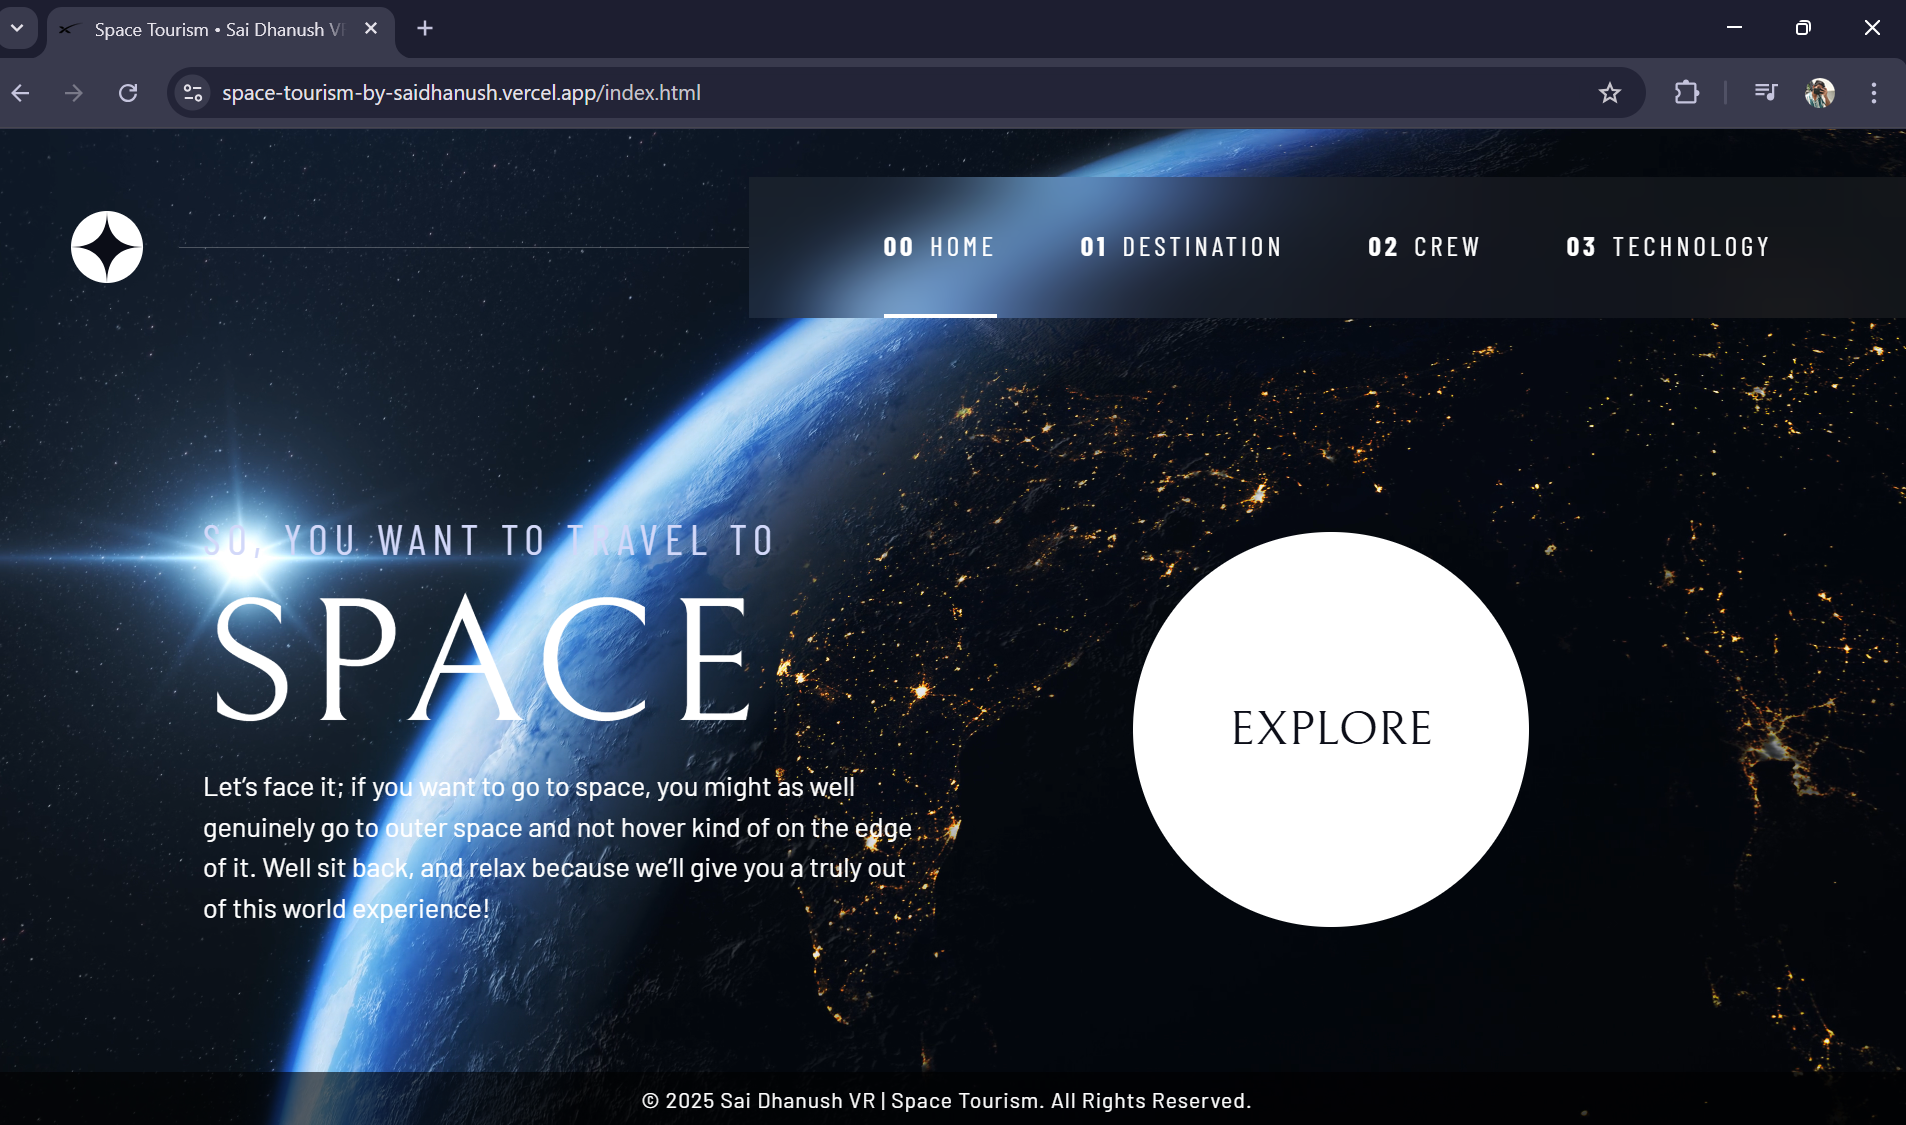 Space Tourism • Sai Dhanush
space-tourism-by-saidhanush.vercel.app/index.html
00 HOME 01 DESTINATION 02 CREW 03 TECHNOLOGY
SO, YOU WANT TO TRAVEL TO
SPACE
Let’s face it; if you want to go to space, you might as well
genuinely go to outer space and not hover kind of on the edge
of it. Well sit back, and relax because we’ll give you a truly out
of this world experience!
EXPLORE
© 2025 Sai Dhanush VR | Space Tourism. All Rights Reserved.